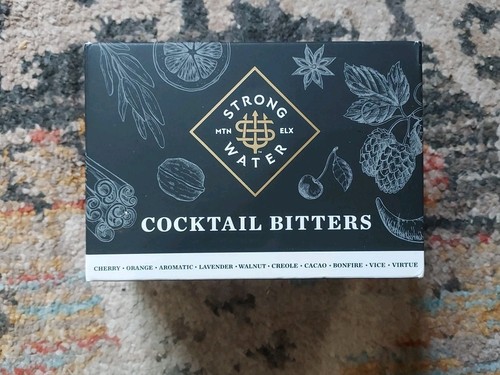 STRONG
MTN ELX
WATER
COCKTAIL BITTERS
CHERRY • ORANGE • AROMATIC • LAVENDER • WALNUT • CREOLE • CACAO • BONFIRE • VICE • VIRTUE